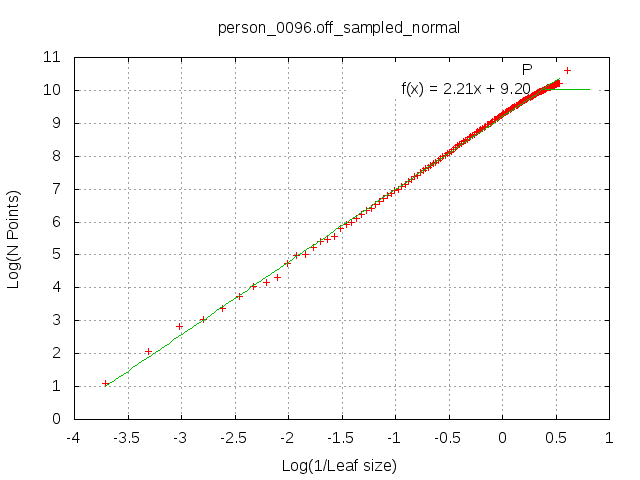 person_0096.off_sampled_normal
11
10
9
8
7
6
5
4
3
2
1
0
P
f(x) = 2.21x + 9.20
Log(N Points)
-4 -3.5 -3 -2.5 -2 -1.5 -1 -0.5 0 0.5 1
Log(1/Leaf size)